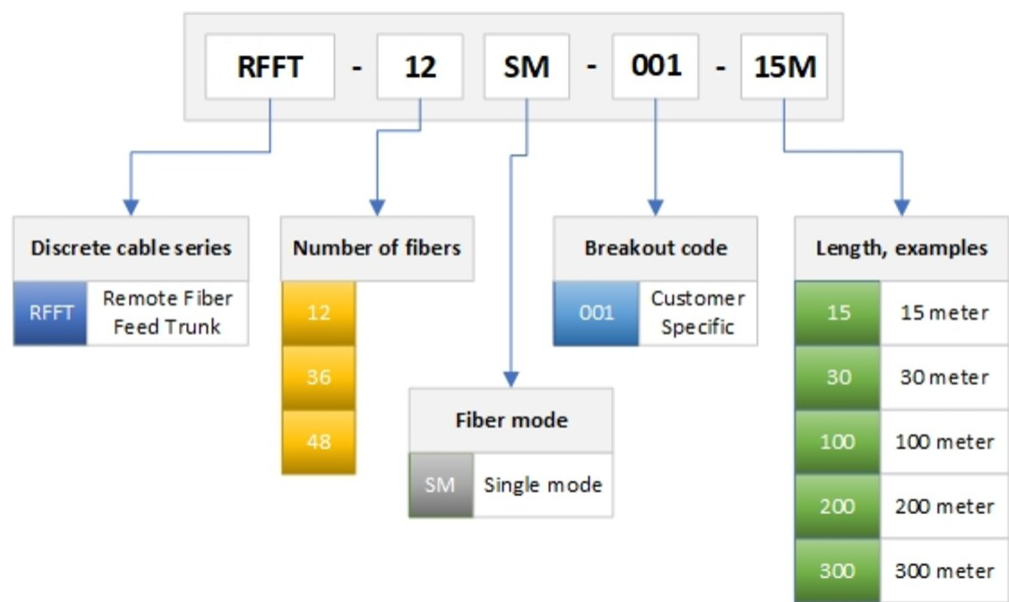 RFFT - 12 SM - 001 - 15M
Discrete cable series
RFFT Remote Fiber
Feed Trunk
Number of fibers
12
36
48
Fiber mode
SM Single mode
Breakout code
001 Customer
Specific
Length, examples
15 15 meter
30 30 meter
100 100 meter
200 200 meter
300 300 meter